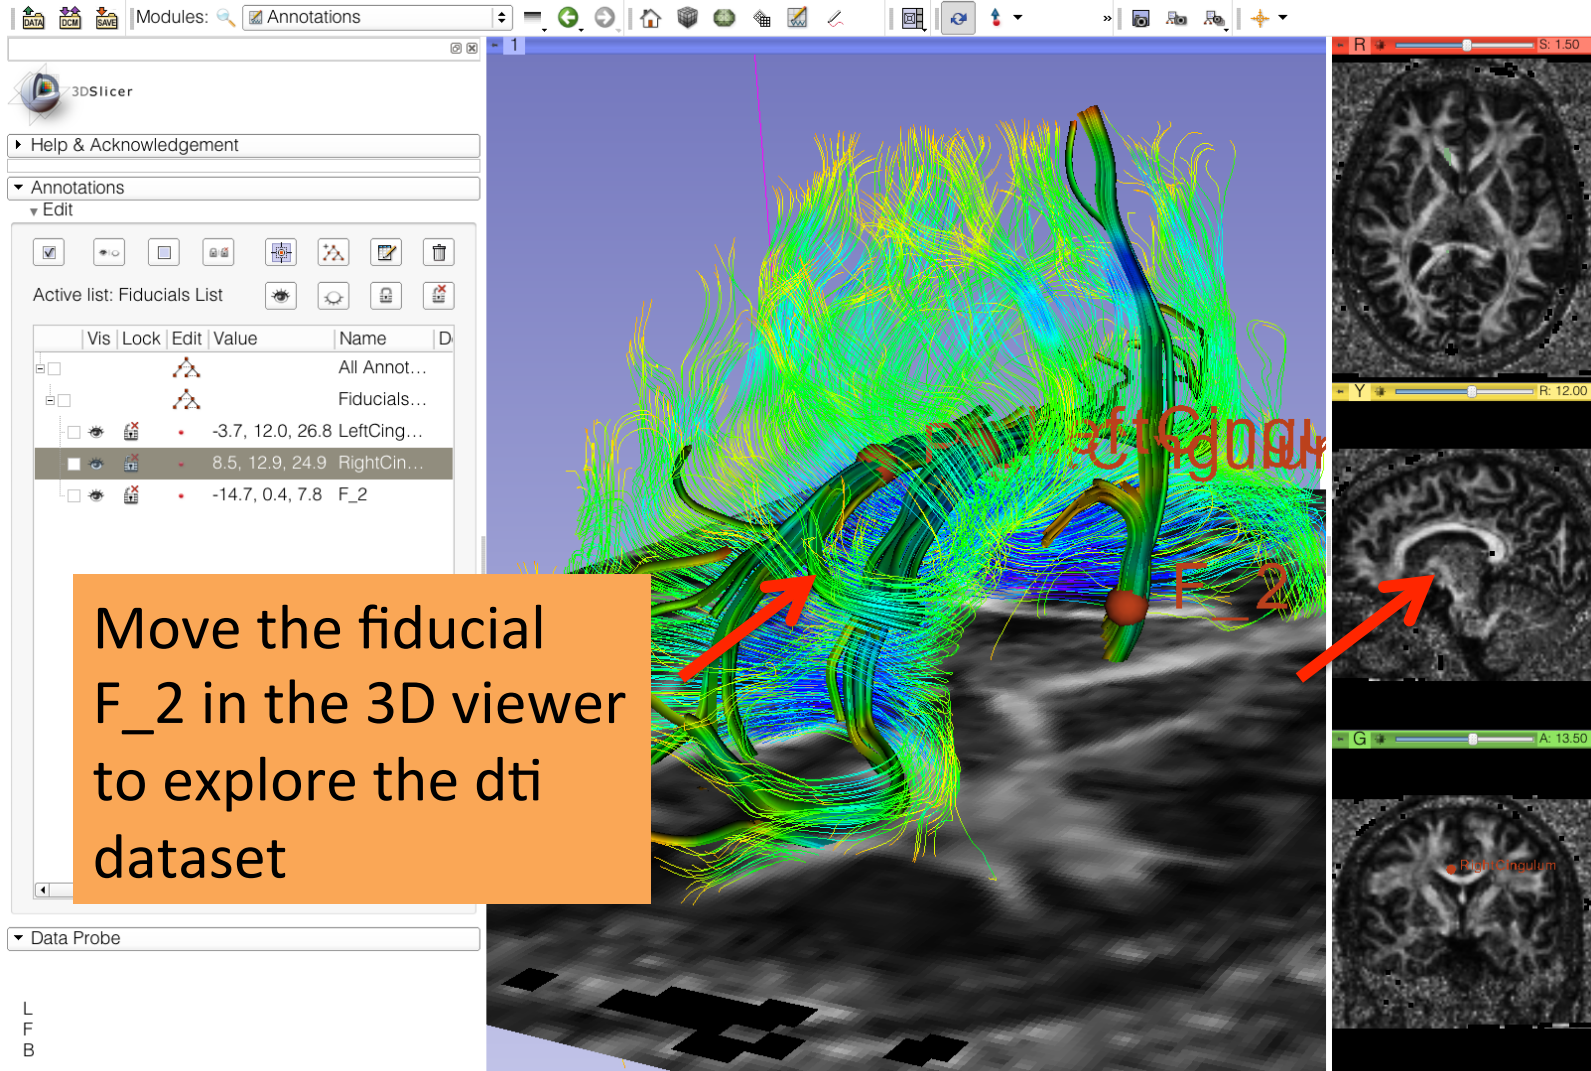 DATA
DCM
SAVE
Modules:
Annotations
»
1
3DSlicer
Help & Acknowledgement
Annotations
Edit
Active list: Fiducials List
Vis Lock Edit Value Name D
All Annot...
Fiducials...
-3.7, 12.0, 26.8 LeftCing...
8.5, 12.9, 24.9 RightCin...
-14.7, 0.4, 7.8 F_2
Move the fiducial
F_2 in the 3D viewer
to explore the dti
dataset
Data Probe
L
F
B
F_2
R S: 1.50
Y R: 12.00
G A: 13.50
RightCingulum